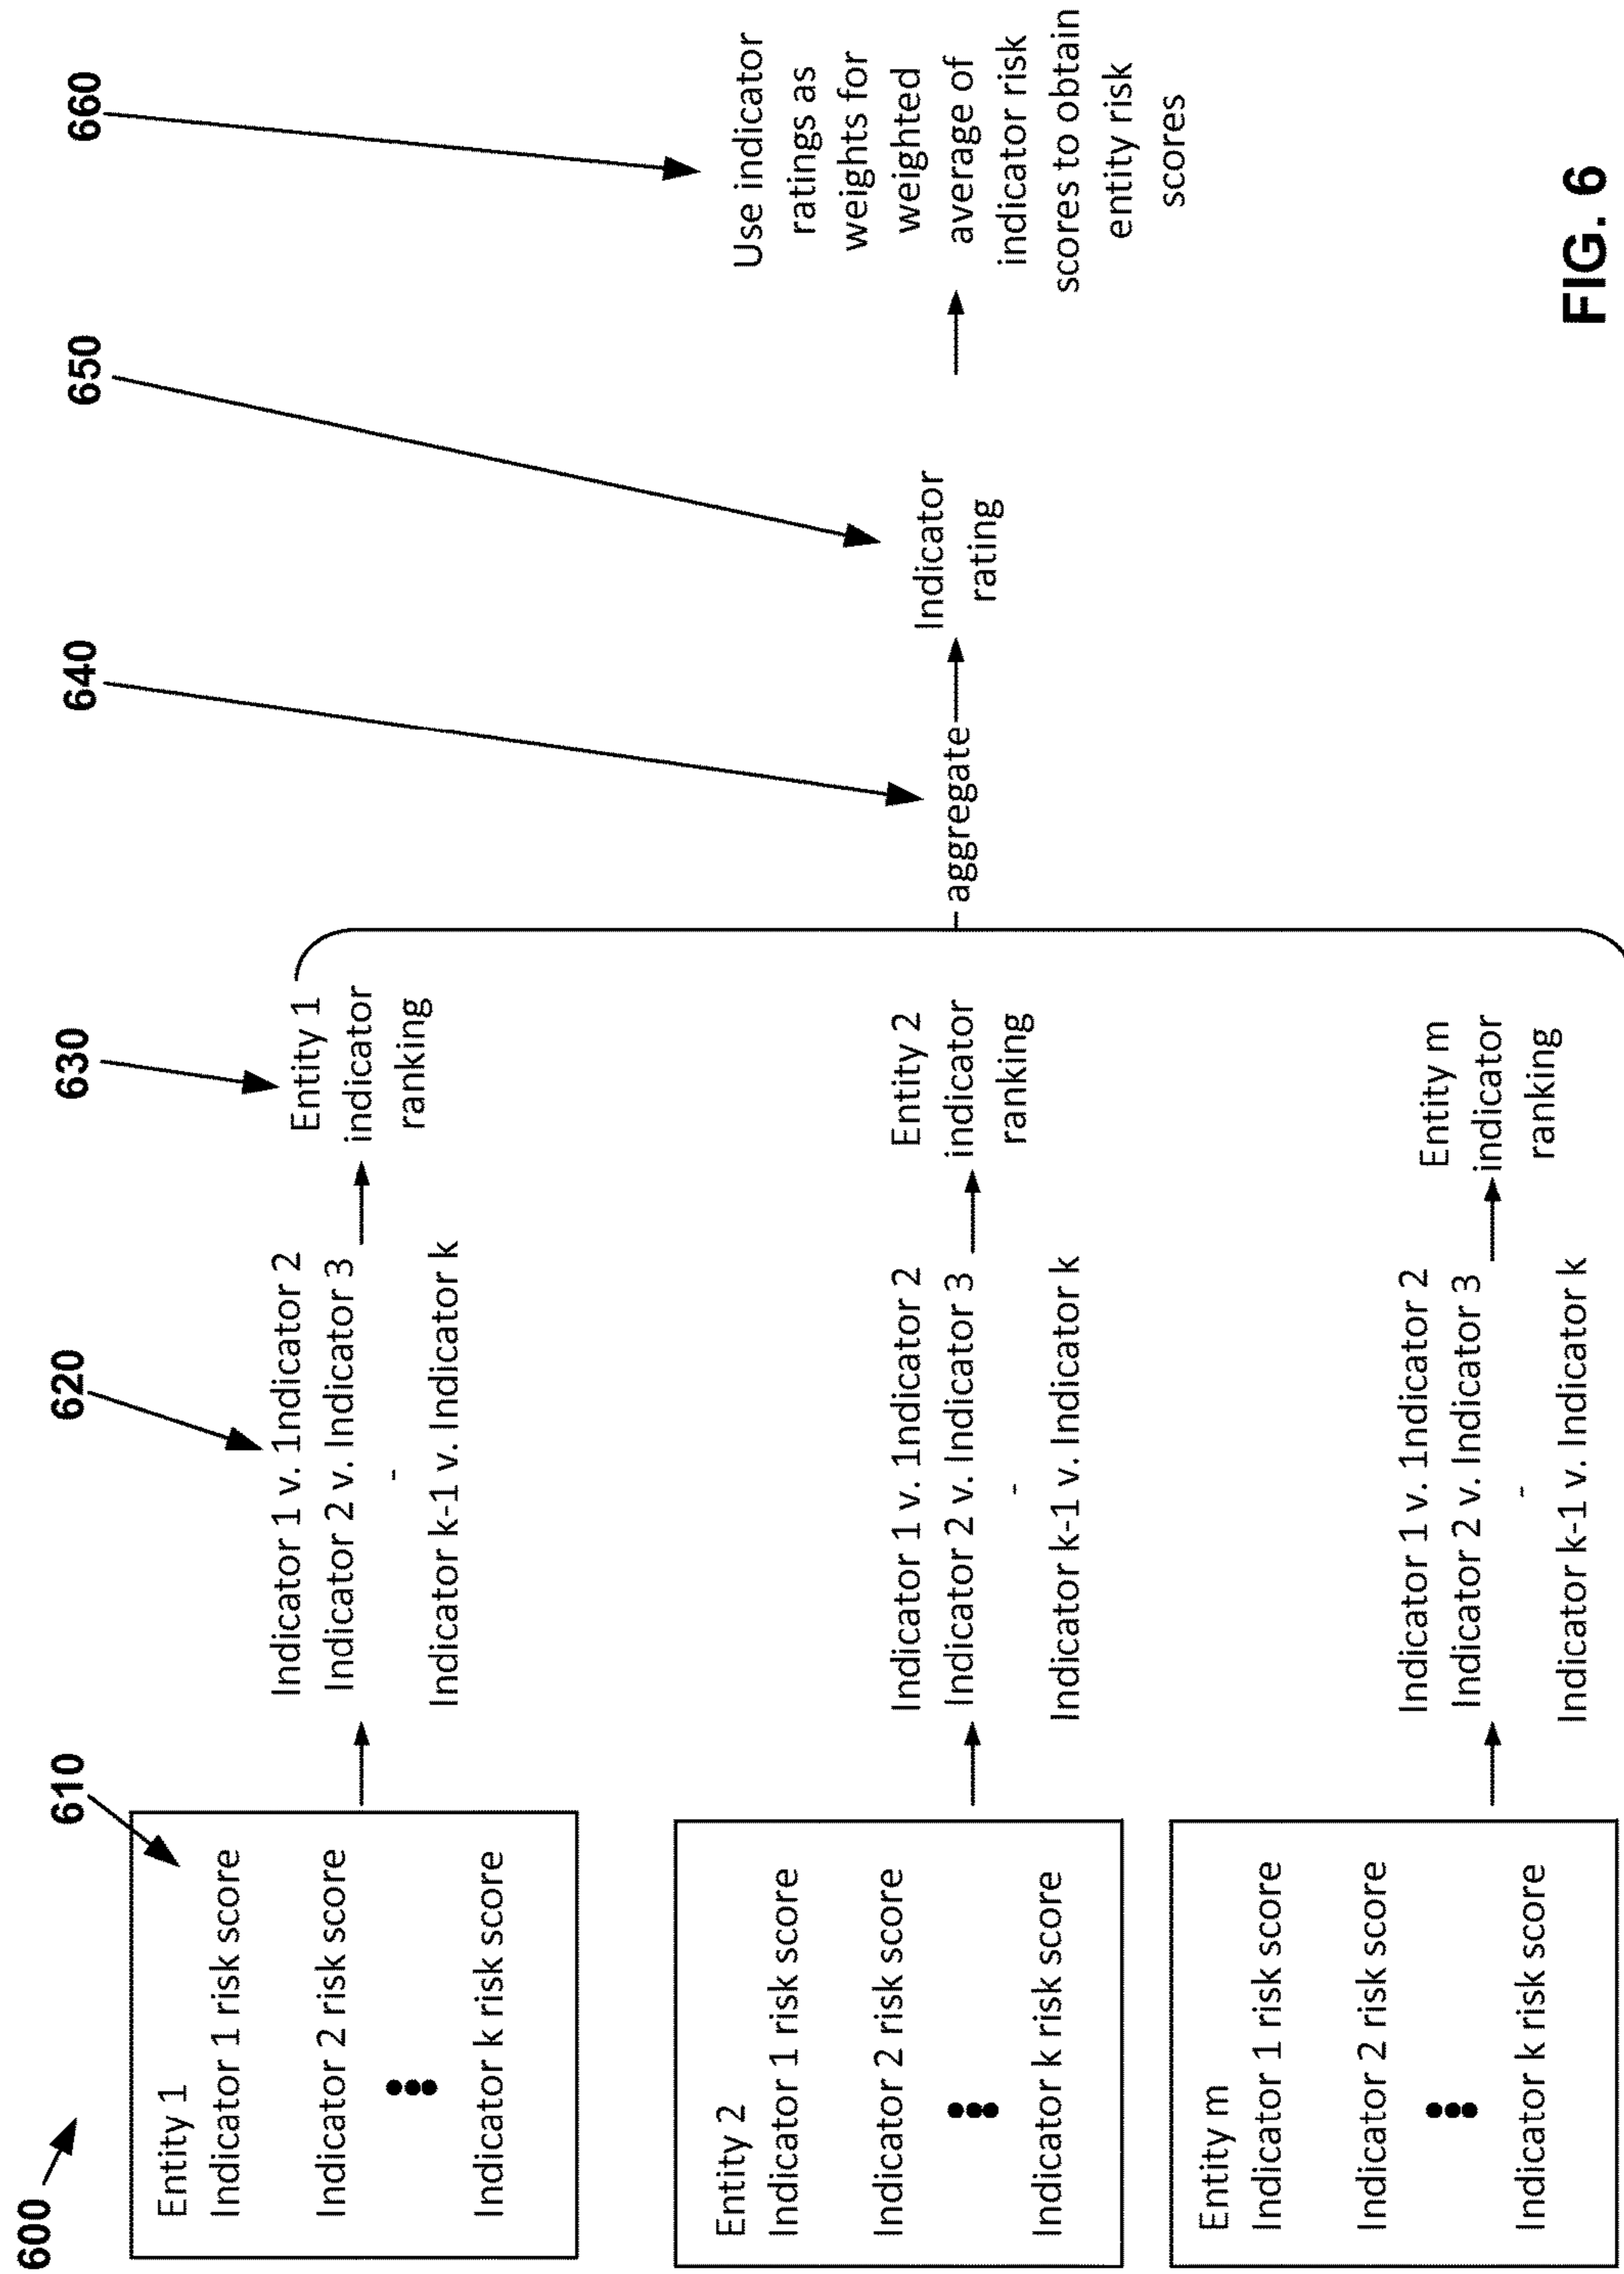 600
610
620
630
640
650
660
Entity 1
Indicator 1 risk score
Indicator 2 risk score
Indicator k risk score
Indicator 1 v. 1ndicator 2
Indicator 2 v. Indicator 3
-
Indicator k-1 v. Indicator k
Entity 1
indicator
ranking
Entity 2
Indicator 1 risk score
Indicator 2 risk score
Indicator k risk score
Indicator 1 v. 1ndicator 2
Indicator 2 v. Indicator 3
-
Indicator k-1 v. Indicator k
Entity 2
indicator
ranking
Entity m
Indicator 1 risk score
Indicator 2 risk score
Indicator k risk score
Indicator 1 v. 1ndicator 2
Indicator 2 v. Indicator 3
-
Indicator k-1 v. Indicator k
Entity m
indicator
ranking
aggregate
Indicator
rating
Use indicator
ratings as
weights for
weighted
average of
indicator risk
scores to obtain
entity risk
scores
FIG. 6